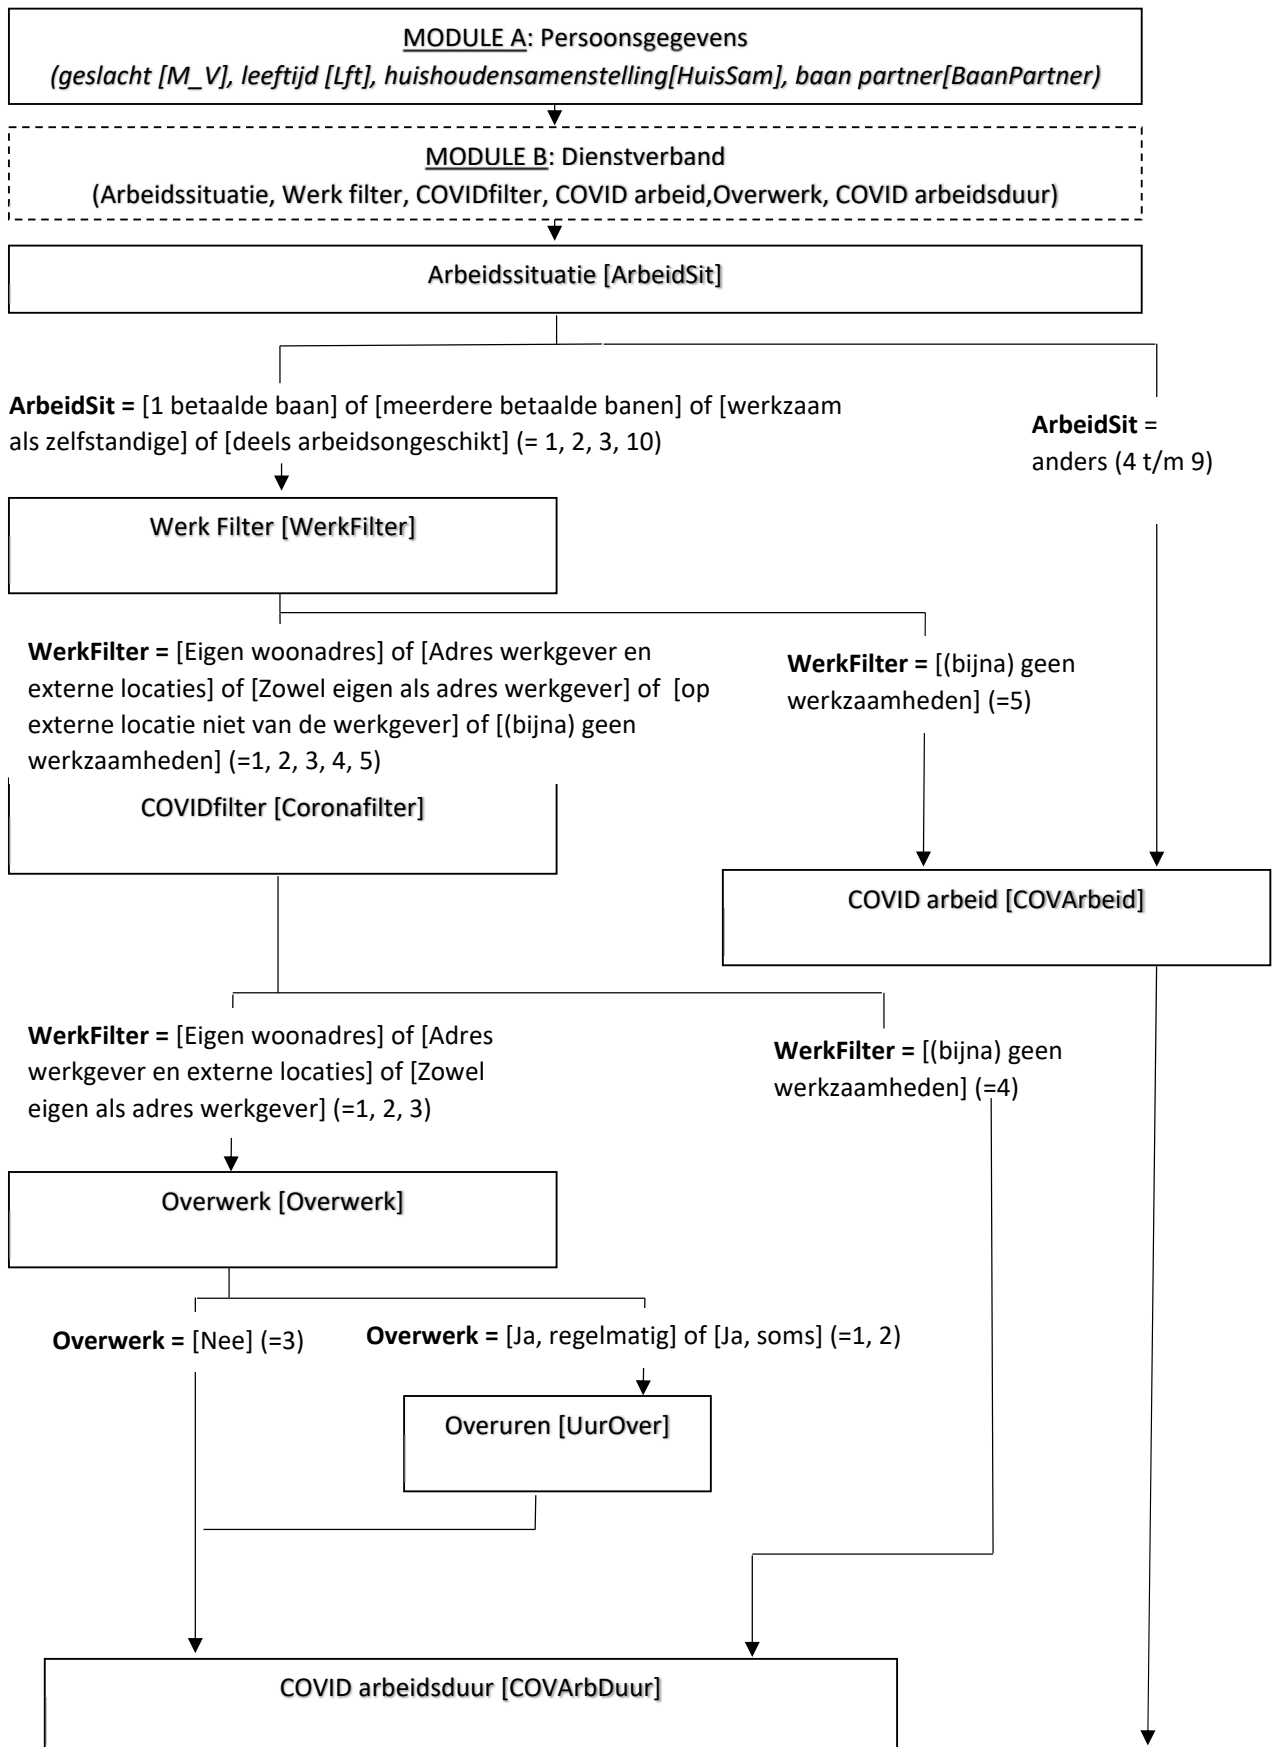 MODULE A: Persoonsgegevens
(geslacht [M_V], leeftijd [Lft], huishoudensamenstelling[HuisSam], baan partner[BaanPartner)
MODULE B: Dienstverband
(Arbeidssituatie, Werk filter, COVIDfilter, COVID arbeid,Overwerk, COVID arbeidsduur)
Arbeidssituatie [ArbeidSit]
ArbeidSit = [1 betaalde baan] of [meerdere betaalde banen] of [werkzaam
als zelfstandige] of [deels arbeidsongeschikt] (= 1, 2, 3, 10)
ArbeidSit =
anders (4 t/m 9)
Werk Filter [WerkFilter]
WerkFilter = [Eigen woonadres] of [Adres werkgever en
externe locaties] of [Zowel eigen als adres werkgever] of [op
externe locatie niet van de werkgever] of [(bijna) geen
werkzaamheden] (=1, 2, 3, 4, 5)
WerkFilter = [(bijna) geen
werkzaamheden] (=5)
COVIDfilter [Coronafilter]
COVID arbeid [COVArbeid]
WerkFilter = [Eigen woonadres] of [Adres
werkgever en externe locaties] of [Zowel
eigen als adres werkgever] (=1, 2, 3)
WerkFilter = [(bijna) geen
werkzaamheden] (=4)
Overwerk [Overwerk]
Overwerk = [Nee] (=3)
Overwerk = [Ja, regelmatig] of [Ja, soms] (=1, 2)
Overuren [UurOver]
COVID arbeidsduur [COVArbDuur]